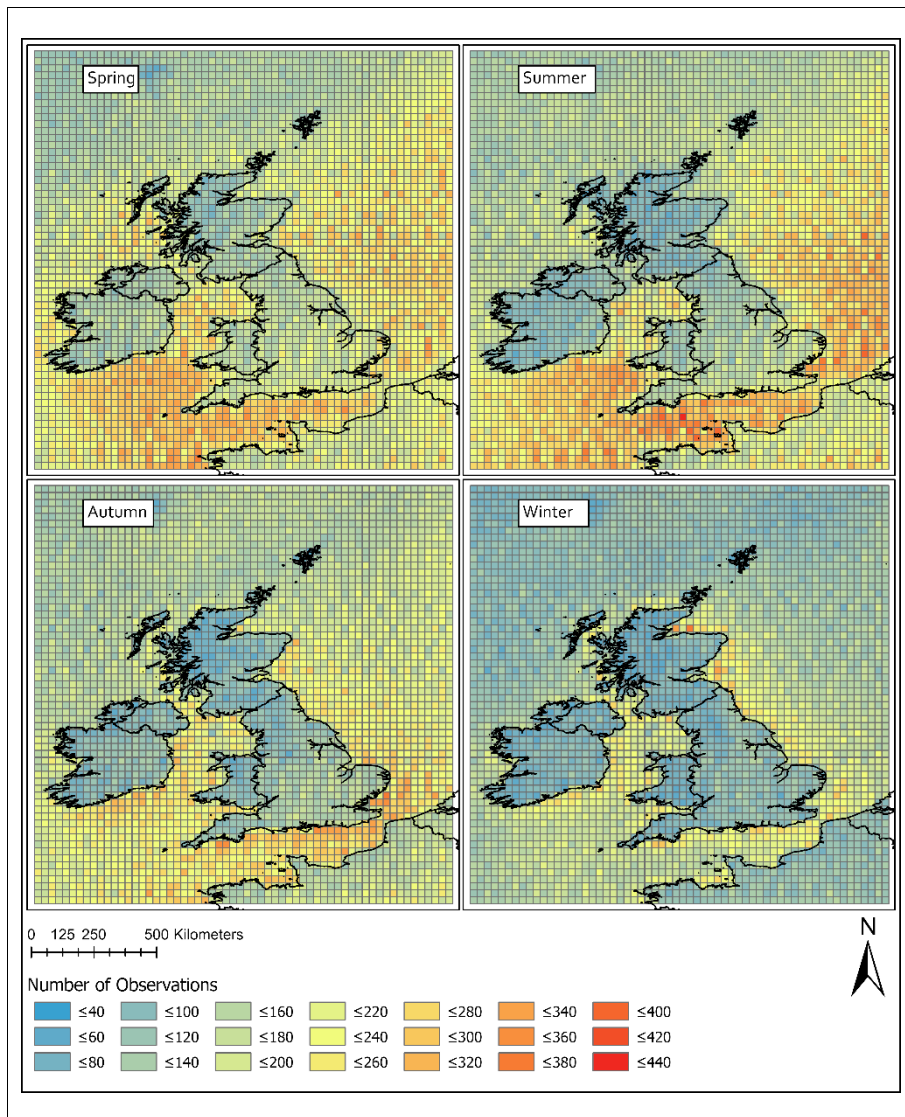 Spring
Summer
Autumn
Winter
0 125 250 500 Kilometers
N
Number of Observations
≤40 ≤100 ≤160 ≤220 ≤280 ≤340 ≤400
≤60 ≤120 ≤180 ≤240 ≤300 ≤360 ≤420
≤80 ≤140 ≤200 ≤260 ≤320 ≤380 ≤440